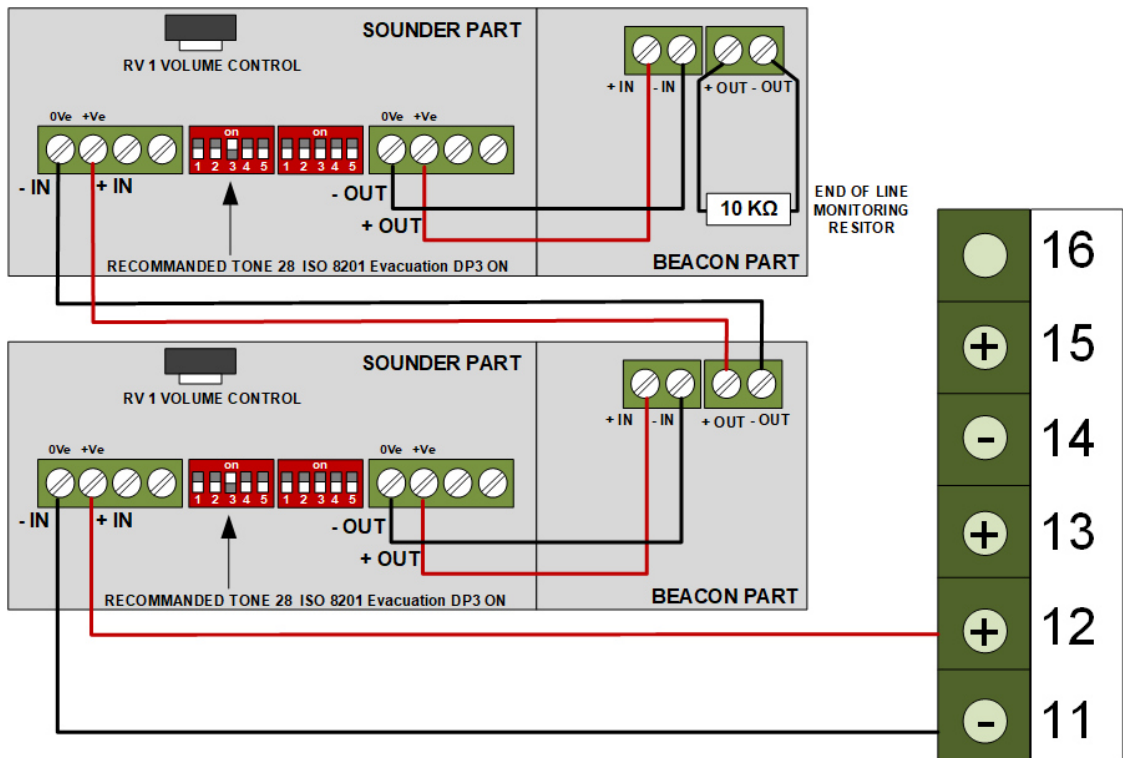 SOUNDER PART
RV 1 VOLUME CONTROL
+ IN - IN + OUT - OUT
0Ve +Ve on on 0Ve +Ve
1 2 3 4 5 1 2 3 4 5
- IN + IN - OUT
+ OUT
10 KΩ
END OF LINE
MONITORING
RESITOR
RECOMMANDED TONE 28 ISO 8201 Evacuation DP3 ON
BEACON PART
SOUNDER PART
RV 1 VOLUME CONTROL
+ IN - IN + OUT - OUT
0Ve +Ve on on 0Ve +Ve
1 2 3 4 5 1 2 3 4 5
- IN + IN - OUT
+ OUT
RECOMMANDED TONE 28 ISO 8201 Evacuation DP3 ON
BEACON PART
16
+ 15
- 14
+ 13
+ 12
- 11